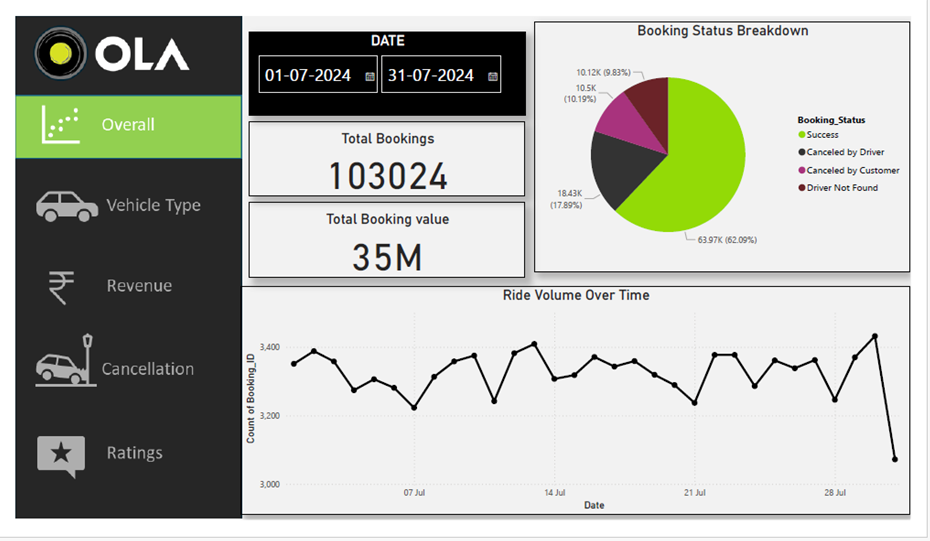 OLA
Overall
Vehicle Type
Revenue
Cancellation
Ratings
DATE
01-07-2024
31-07-2024
Total Bookings
103024
Total Booking value
35M
Booking Status Breakdown
10.12K (9.83%)
10.5K
(10.19%)
18.43K
(17.89%)
63.97K (62.09%)
Booking_Status
Success
Canceled by Driver
Canceled by Customer
Driver Not Found
Ride Volume Over Time
Count of Booking_ID
3,400
3,200
3,000
07 Jul
14 Jul
21 Jul
28 Jul
Date